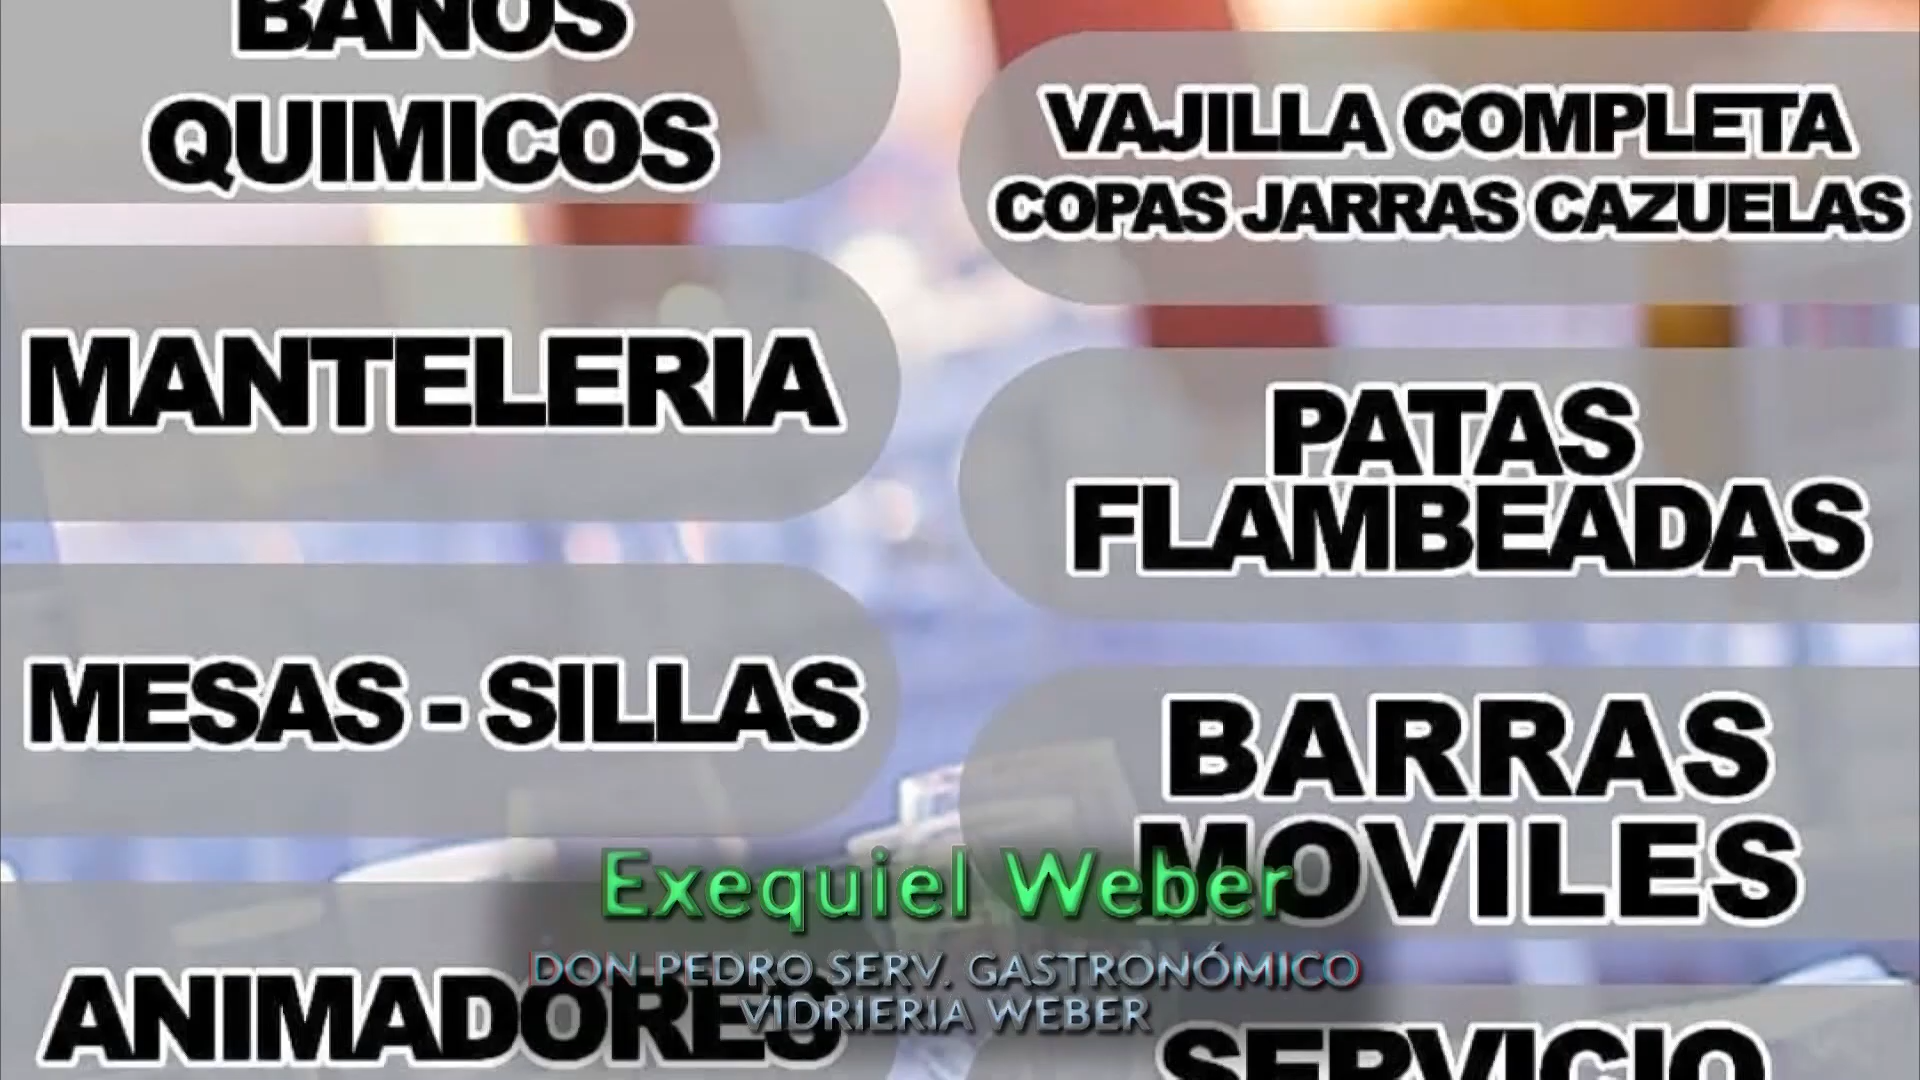 BAÑOS
QUIMICOS
MANTELERIA
MESAS - SILLAS
ANIMADORES
VAJILLA COMPLETA
COPAS JARRAS CAZUELAS
PATAS
FLAMBEADAS
BARRAS
MOVILES
SERVICIO
Exequiel Weber
DON PEDRO SERV. GASTRONÓMICO
VIDRIERIA WEBER